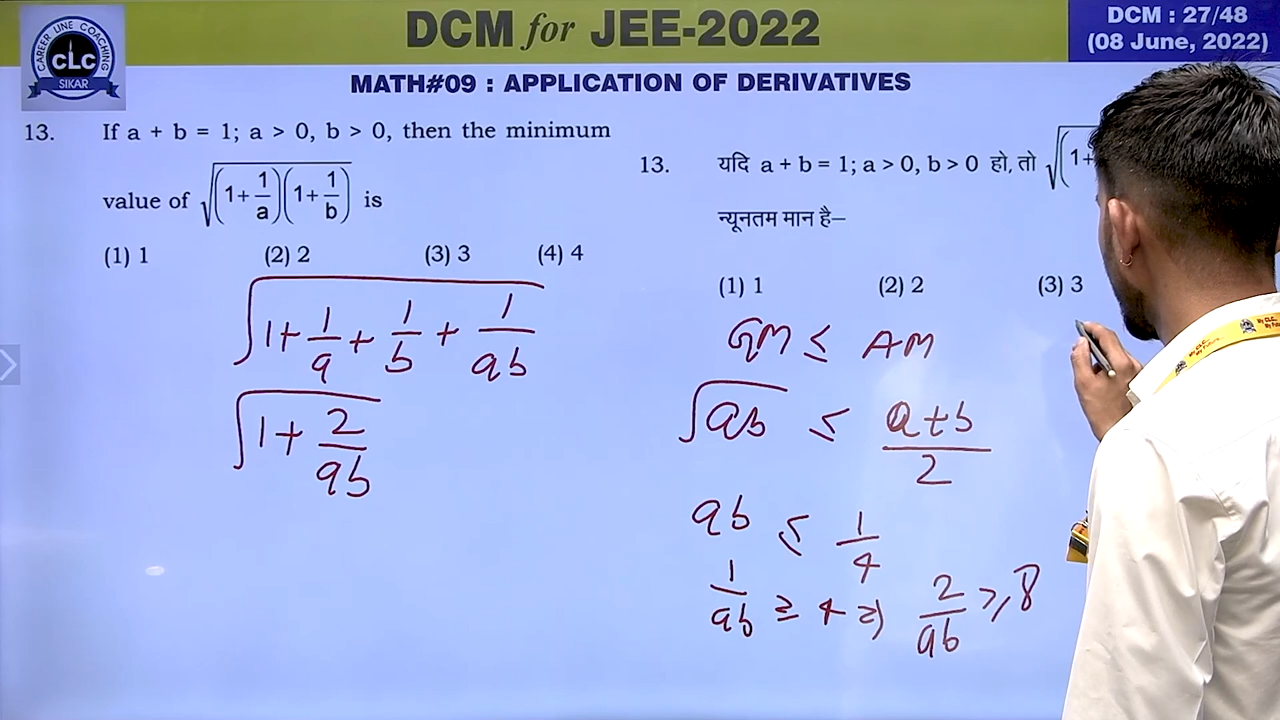 CAREER LINE COACHING
CLC
SIKAR
DCM for JEE-2022
DCM : 27/48
(08 June, 2022)
MATH#09 : APPLICATION OF DERIVATIVES
13. If a + b = 1; a > 0, b > 0, then the minimum
value of √((1+1/a)(1+1/b)) is
(1) 1 (2) 2 (3) 3 (4) 4
√(1+1/a+1/b+1/ab)
√(1+2/ab)
13. यदि a + b = 1; a > 0, b > 0 हो, तो √(1+
न्यूनतम मान है–
(1) 1 (2) 2 (3) 3
GM ≤ AM
√ab ≤ (a+b)/2
ab ≤ 1/4
1/ab ≥ 4 ⇒ 2/ab ≥ 8